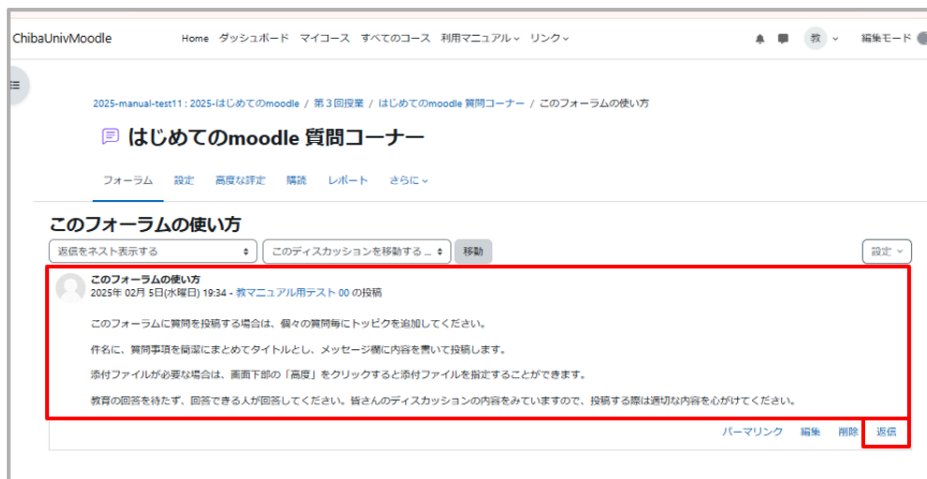 ChibaUnivMoodle Home ダッシュボード マイコース すべてのコース 利用マニュアル リンク 教 編集モード
2025-manual-test11 : 2025-はじめてのmoodle / 第3回授業 / はじめてのmoodle 質問コーナー / このフォーラムの使い方
はじめてのmoodle 質問コーナー
フォーラム 設定 高度な評定 購読 レポート さらに
このフォーラムの使い方
返信をネスト表示する このディスカッションを移動する ... 移動 設定
このフォーラムの使い方
2025年 02月 5日(水曜日) 19:34 - 教マニュアル用テスト 00 の投稿
このフォーラムに質問を投稿する場合は、個々の質問毎にトッピクを追加してください。
件名に、質問事項を簡潔にまとめてタイトルとし、メッセージ欄に内容を書いて投稿します。
添付ファイルが必要な場合は、画面下部の「高度」をクリックすると添付ファイルを指定することができます。
教育の回答を待たず、回答できる人が回答してください。皆さんのディスカッションの内容をみていますので、投稿する際は適切な内容を心がけてください。
パーマリンク 編集 削除 返信